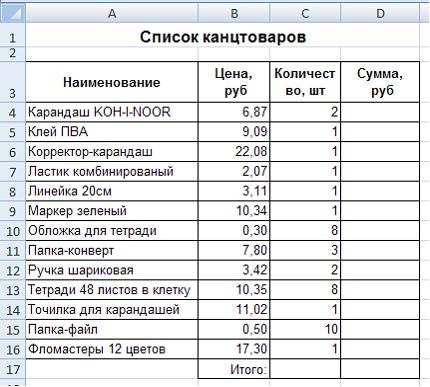 A B C D
1 Список канцтоваров
2
3 Наименование Цена, руб Количест во, шт Сумма, руб
4 Карандаш KOH-I-NOOR 6,87 2
5 Клей ПВА 9,09 1
6 Корректор-карандаш 22,08 1
7 Ластик комбинированый 2,07 1
8 Линейка 20см 3,11 1
9 Маркер зеленый 10,34 1
10 Обложка для тетради 0,30 8
11 Папка-конверт 7,80 3
12 Ручка шариковая 3,42 2
13 Тетради 48 листов в клетку 10,35 8
14 Точилка для карандашей 11,02 1
15 Папка-файл 0,50 10
16 Фломастеры 12 цветов 17,30 1
17 Итого: